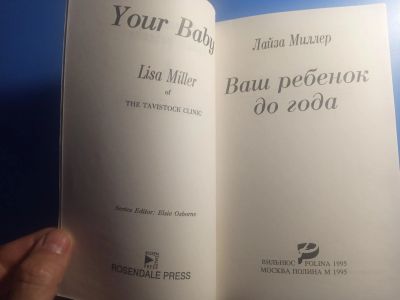 Your Baby
Lisa Miller
of
THE TAVISTOCK CLINIC
Series Editor: Elsie Osborne
ROSENDALE PRESS
Лайза Миллер
Ваш ребенок
до года
ВИЛЬНЮС POLINA 1995
МОСКВА ПОЛИНА М 1995